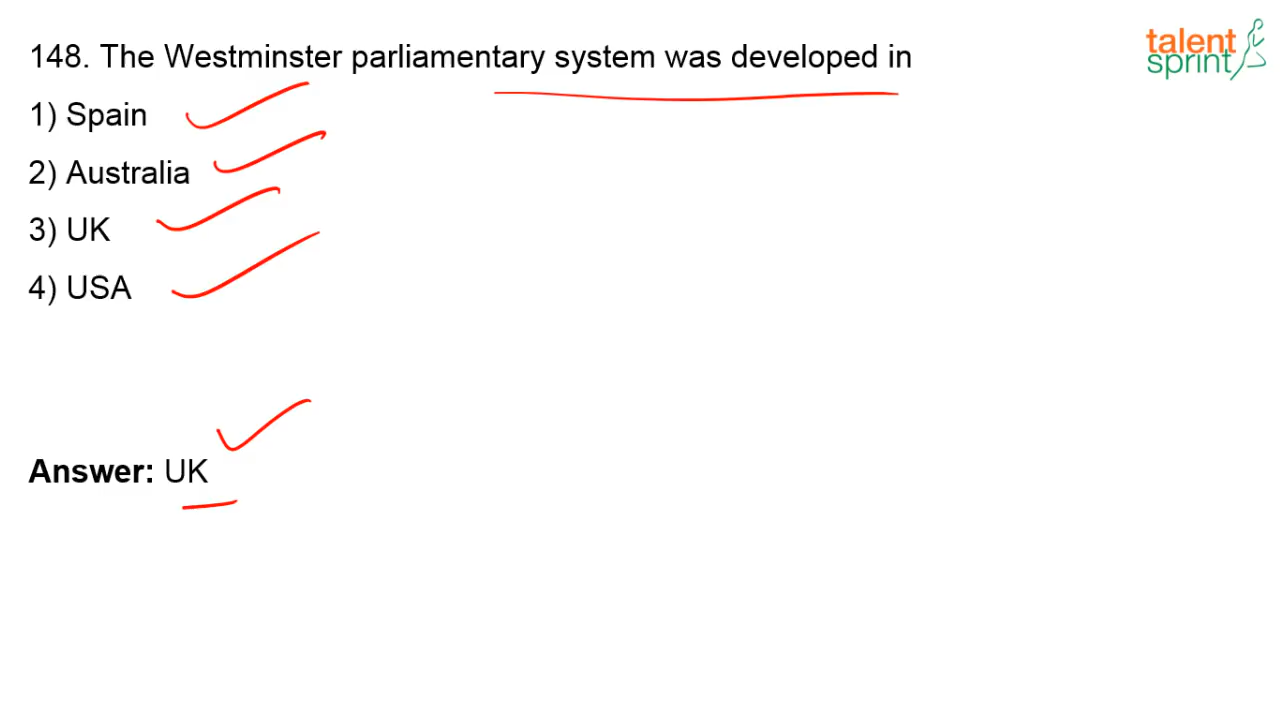 148. The Westminster parliamentary system was developed in
1) Spain
2) Australia
3) UK
4) USA
Answer: UK
talent
sprint